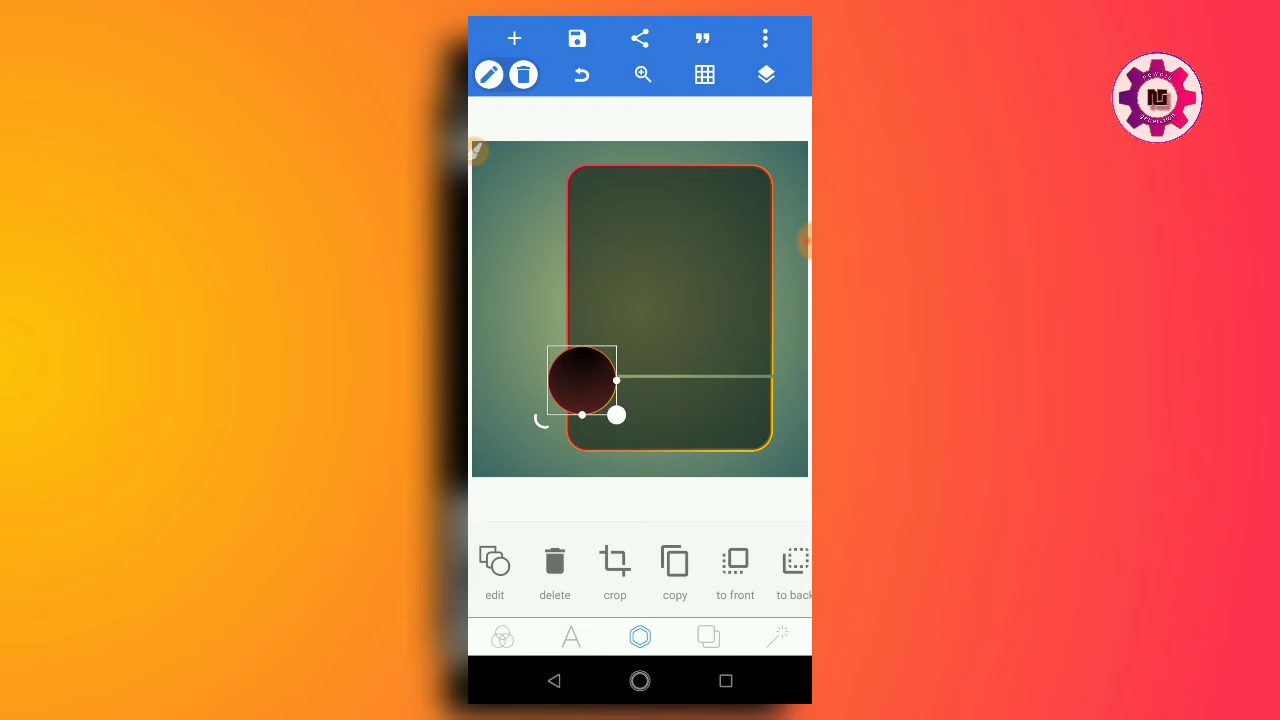 edit
delete
crop
copy
to front
to back